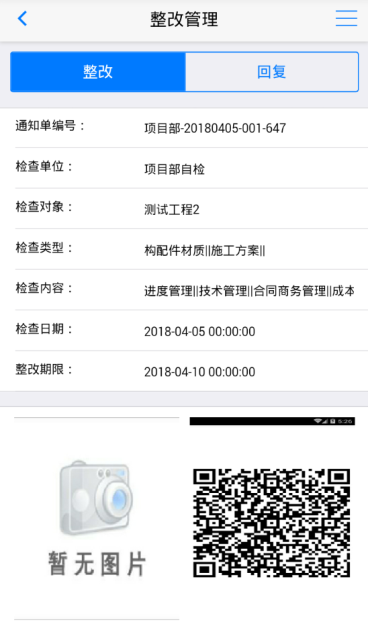 整改管理
整改 回复
通知单编号： 项目部-20180405-001-647
检查单位： 项目部自检
检查对象： 测试工程2
检查类型： 构配件材质||施工方案||
检查内容： 进度管理||技术管理||合同商务管理||成本
检查日期： 2018-04-05 00:00:00
整改期限： 2018-04-10 00:00:00
5:26
暂无图片